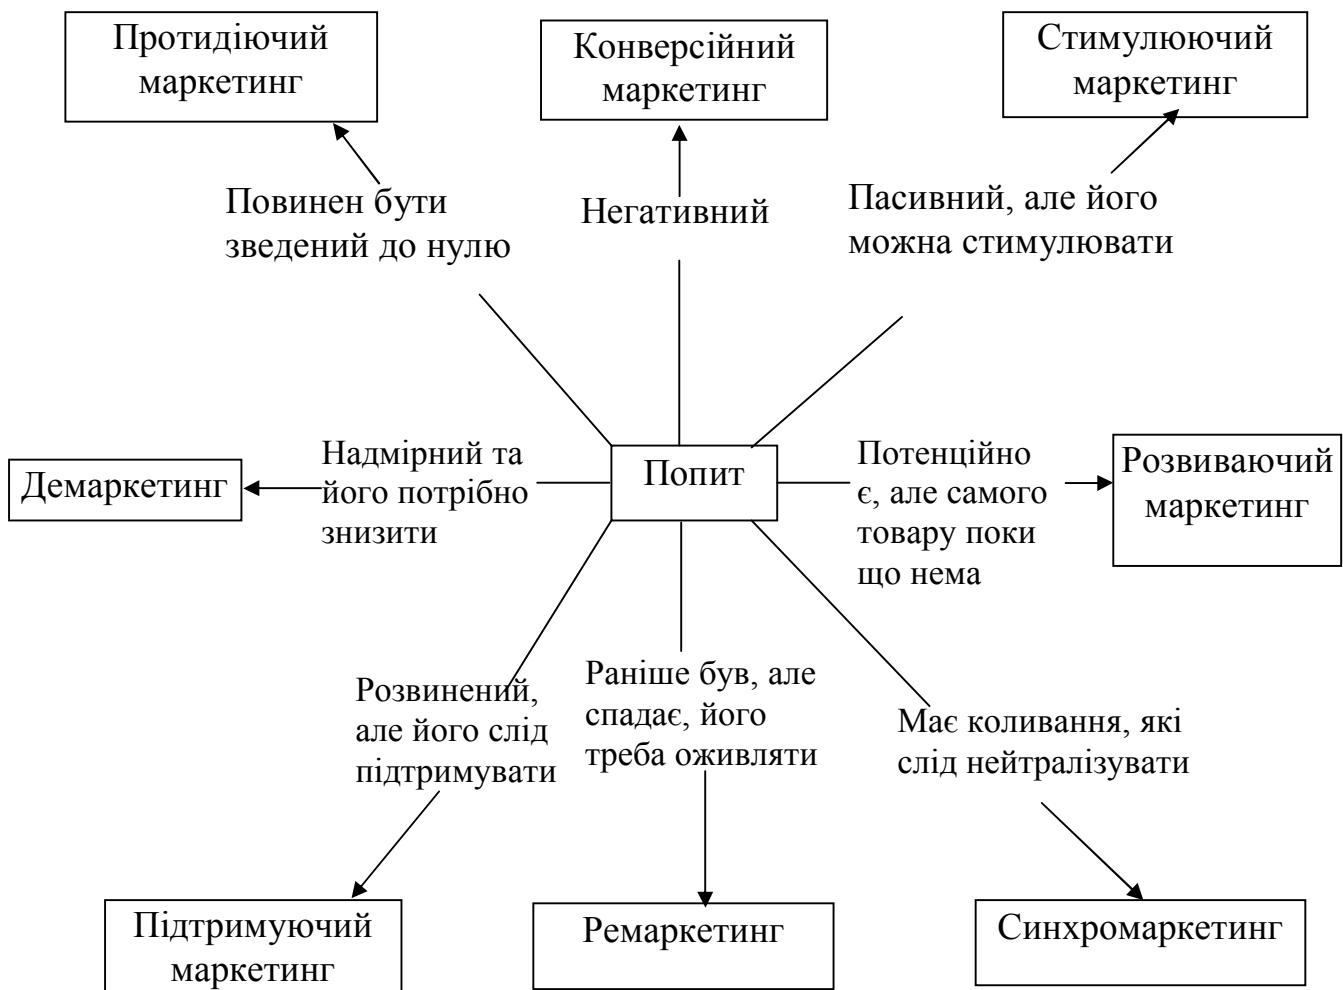 Протидіючий
маркетинг
Конверсійний
маркетинг
Стимулюючий
маркетинг
Повинен бути
зведений до нулю
Негативний
Пасивний, але його
можна стимулювати
Демаркетинг
Надмірний та
його потрібно
знизити
Попит
Потенційно
є, але самого
товару поки
що нема
Розвиваючий
маркетинг
Розвинений,
але його слід
підтримувати
Раніше був, але
спадає, його
треба оживляти
Має коливання, які
слід нейтралізувати
Підтримуючий
маркетинг
Ремаркетинг
Синхромаркетинг